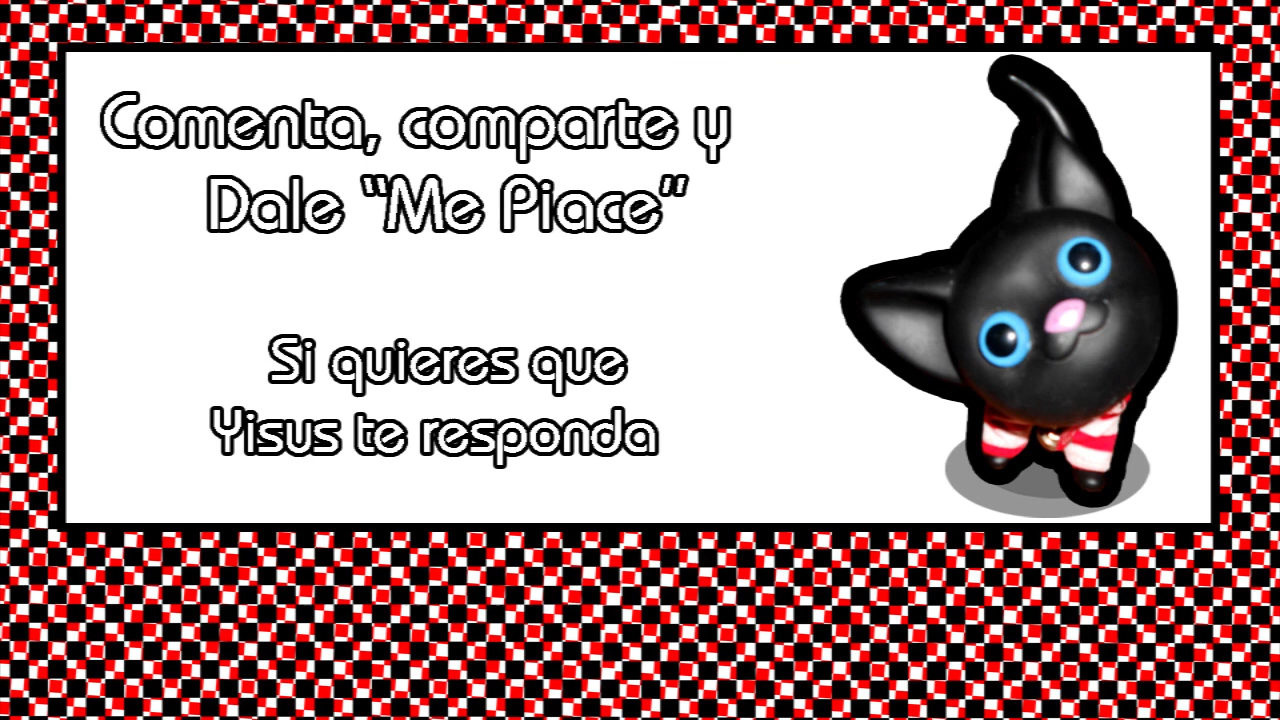 Comenta, comparte y
Dale “Me Piace”
Si quieres que
Yisus te responda